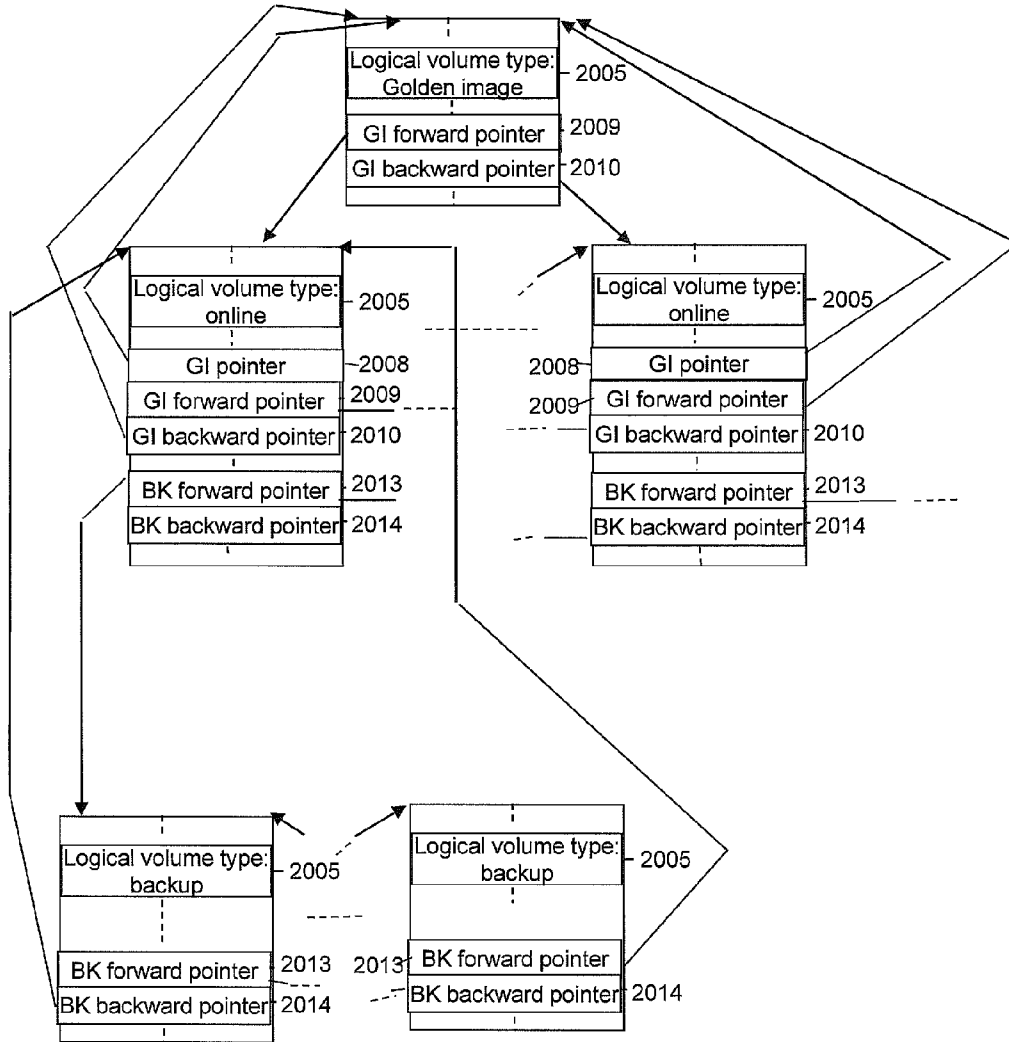 Logical volume type:
Golden image
2005
GI forward pointer
2009
GI backward pointer
2010
Logical volume type:
online
2005
GI pointer
2008
GI forward pointer
2009
GI backward pointer
2010
BK forward pointer
2013
BK backward pointer
2014
Logical volume type:
online
2005
2008
GI pointer
2009
GI forward pointer
GI backward pointer
2010
BK forward pointer
2013
BK backward pointer
2014
Logical volume type:
backup
2005
BK forward pointer
2013
BK backward pointer
2014
Logical volume type:
backup
2005
2013
BK forward pointer
BK backward pointer
2014